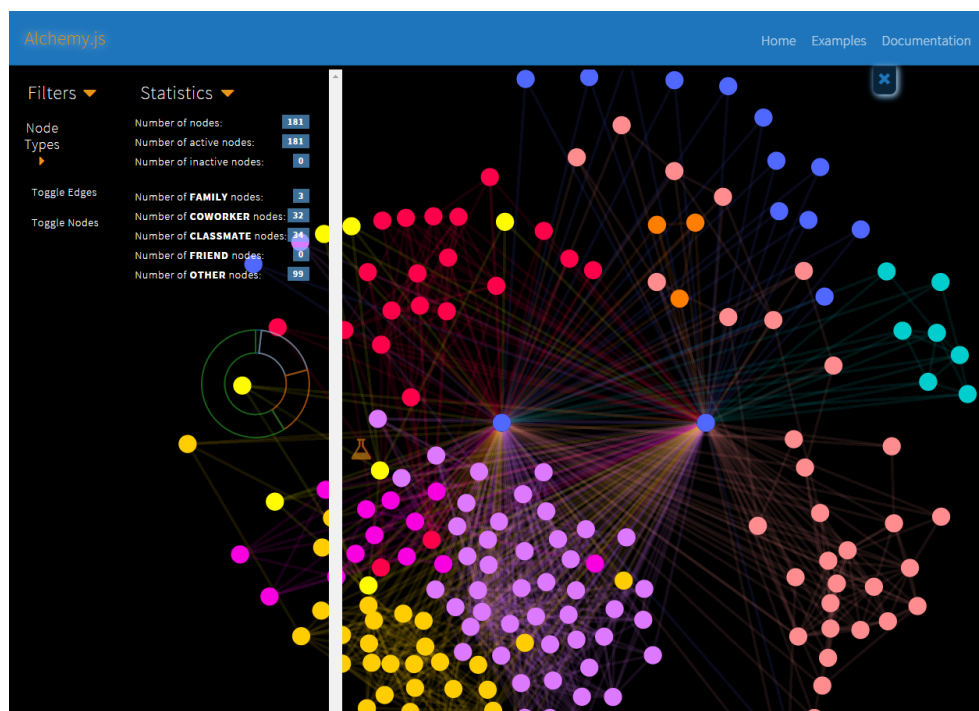 Alchemy.js
Home Examples Documentation
Filters Statistics
Node
Types
Toggle Edges
Toggle Nodes
Number of nodes: 181
Number of active nodes: 181
Number of inactive nodes: 0
Number of FAMILY nodes: 3
Number of COWORKER nodes: 32
Number of CLASSMATE nodes: 34
Number of FRIEND nodes: 0
Number of OTHER nodes: 99